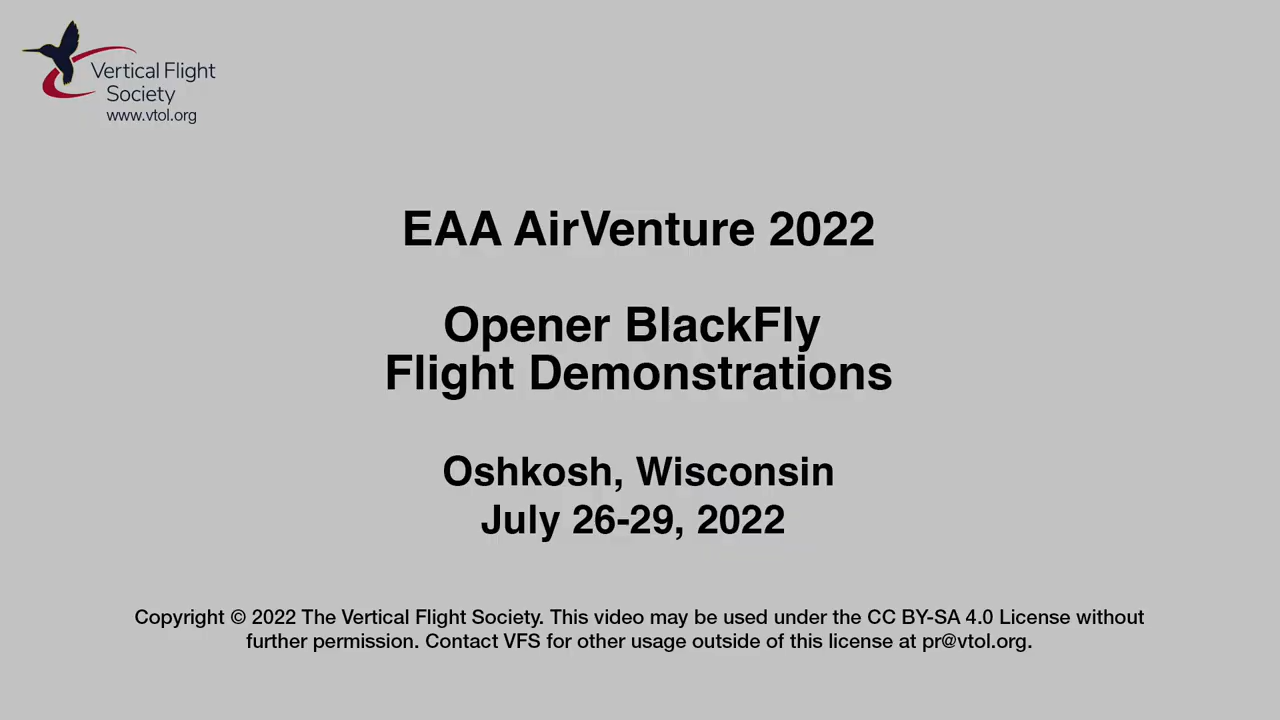 Vertical Flight
Society
www.vtol.org
EAA AirVenture 2022
Opener BlackFly
Flight Demonstrations
Oshkosh, Wisconsin
July 26-29, 2022
Copyright © 2022 The Vertical Flight Society. This video may be used under the CC BY-SA 4.0 License without
further permission. Contact VFS for other usage outside of this license at pr@vtol.org.